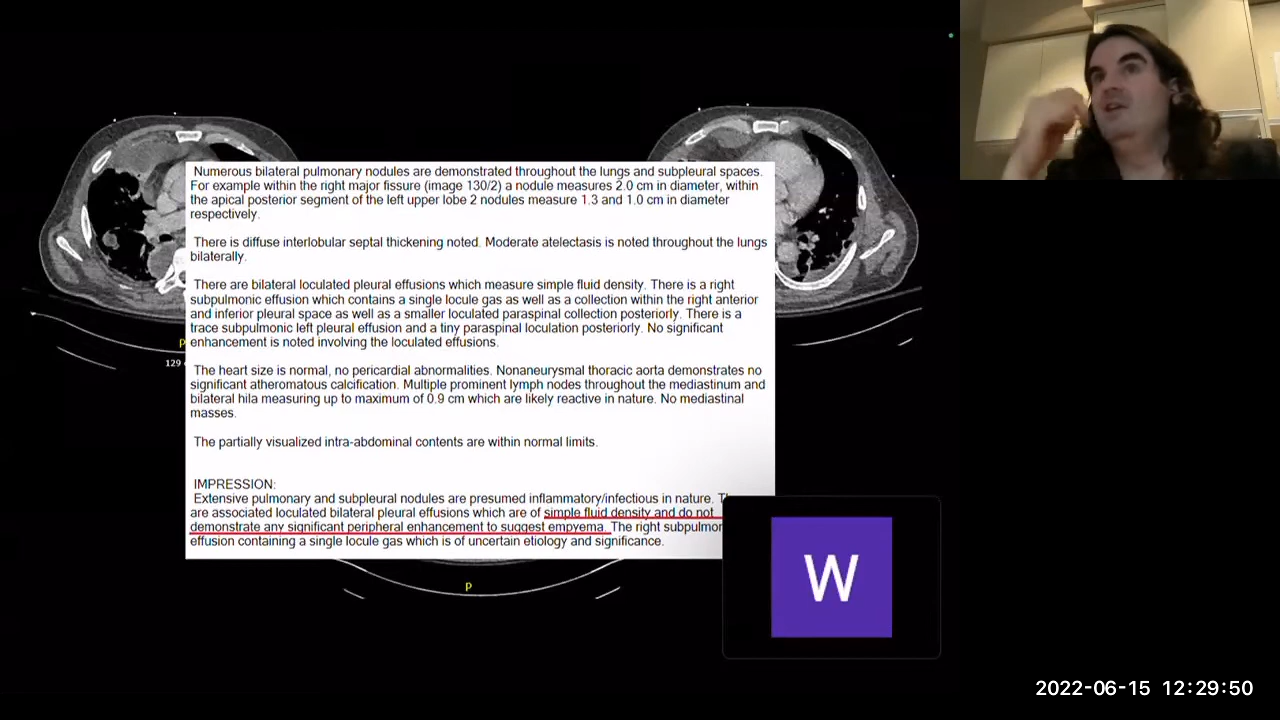 Numerous bilateral pulmonary nodules are demonstrated throughout the lungs and subpleural spaces.
For example within the right major fissure (image 130/2) a nodule measures 2.0 cm in diameter, within
the apical posterior segment of the left upper lobe 2 nodules measure 1.3 and 1.0 cm in diameter
respectively.
There is diffuse interlobular septal thickening noted. Moderate atelectasis is noted throughout the lungs
bilaterally.
There are bilateral loculated pleural effusions which measure simple fluid density. There is a right
subpulmonic effusion which contains a single locule gas as well as a collection within the right anterior
and inferior pleural space as well as a smaller loculated paraspinal collection posteriorly. There is a
trace subpulmonic left pleural effusion and a tiny paraspinal loculation posteriorly. No significant
enhancement is noted involving the loculated effusions.
P
129
The heart size is normal, no pericardial abnormalities. Nonaneurysmal thoracic aorta demonstrates no
significant atheromatous calcification. Multiple prominent lymph nodes throughout the mediastinum and
bilateral hila measuring up to maximum of 0.9 cm which are likely reactive in nature. No mediastinal
masses.
The partially visualized intra-abdominal contents are within normal limits.
IMPRESSION:
Extensive pulmonary and subpleural nodules are presumed inflammatory/infectious in nature.
are associated loculated bilateral pleural effusions which are of simple fluid density and do not
demonstrate any significant peripheral enhancement to suggest empyema. The right
effusion containing a single locule gas which is of uncertain etiology and significance.
P
W
2022-06-15 12:29:50